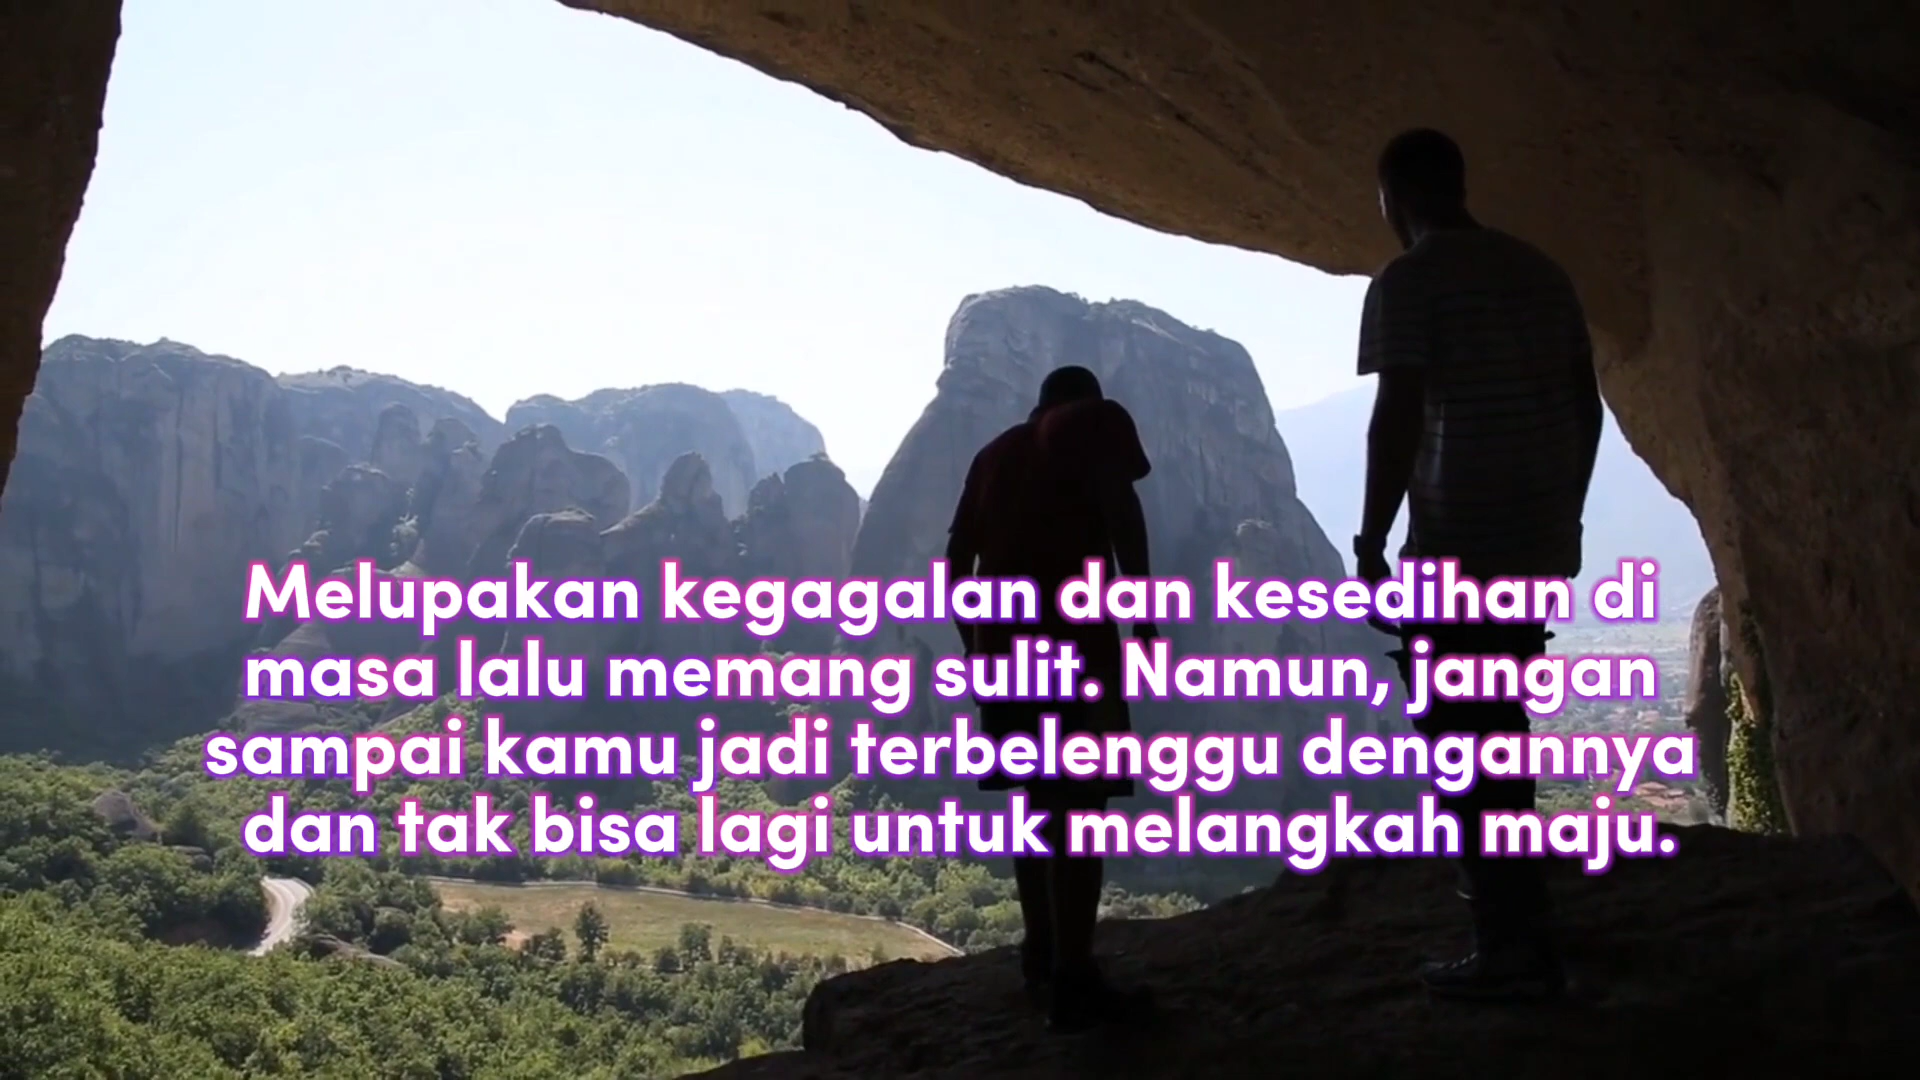 Melupakan kegagalan dan kesedihan di
masa lalu memang sulit. Namun, jangan
sampai kamu jadi terbelenggu dengannya
dan tak bisa lagi untuk melangkah maju.